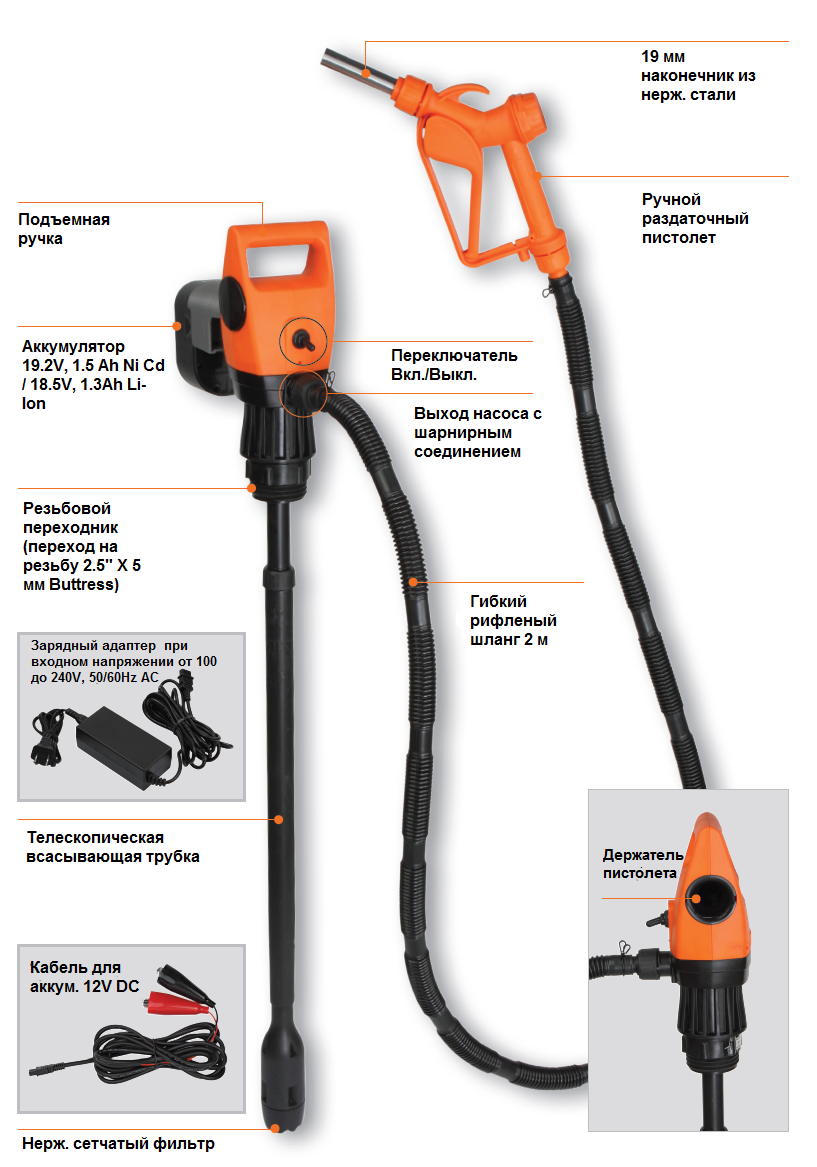 19 мм
наконечник из
нерж. стали
Ручной
раздаточный
пистолет
Подъемная
ручка
Аккумулятор
19.2V, 1.5 Ah Ni Cd
/ 18.5V, 1.3Ah Li-
Ion
Переключатель
Вкл./Выкл.
Выход насоса с
шарнирным
соединением
Резьбовой
переходник
(переход на
резьбу 2.5" X 5
мм Buttress)
Гибкий
рифленый
шланг 2 м
Зарядный адаптер при
входном напряжении от 100
до 240V, 50/60Hz AC
Телескопическая
всасывающая трубка
Держатель
пистолета
Кабель для
аккум. 12V DC
Нерж. сетчатый фильтр